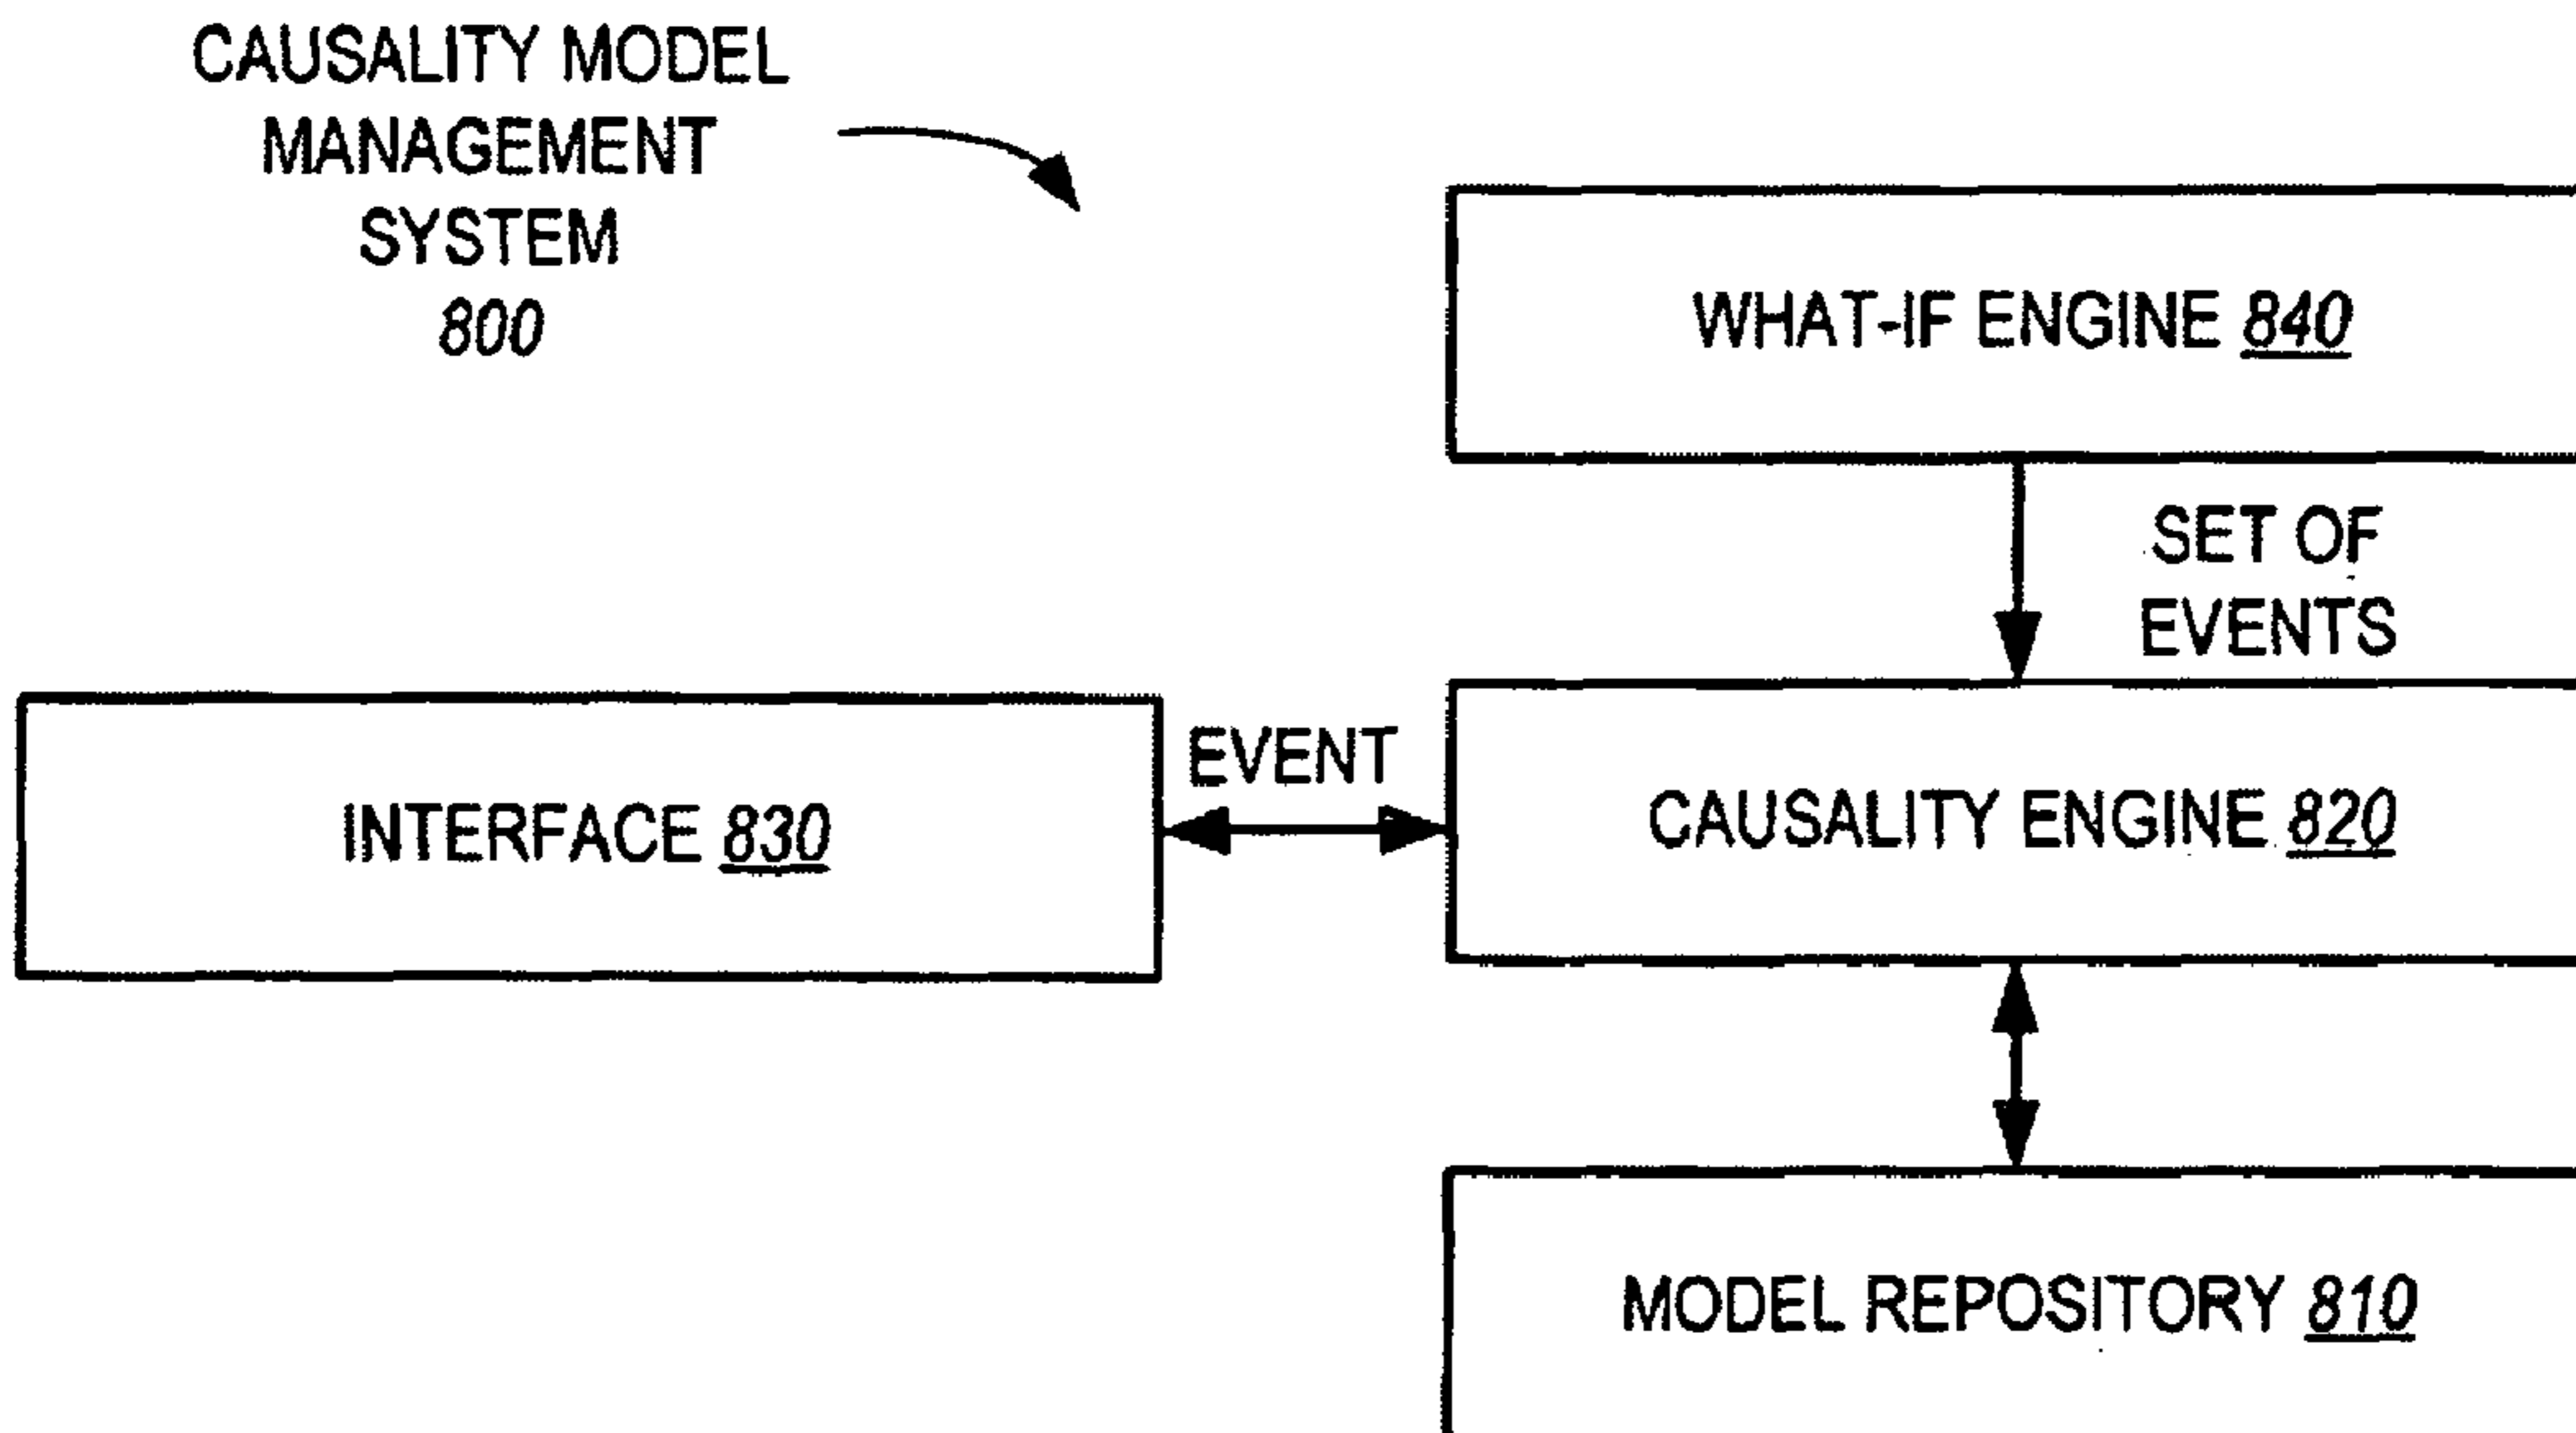 CAUSALITY MODEL
MANAGEMENT
SYSTEM
800
WHAT-IF ENGINE 840
SET OF
EVENTS
EVENT
INTERFACE 830
CAUSALITY ENGINE 820
MODEL REPOSITORY 810